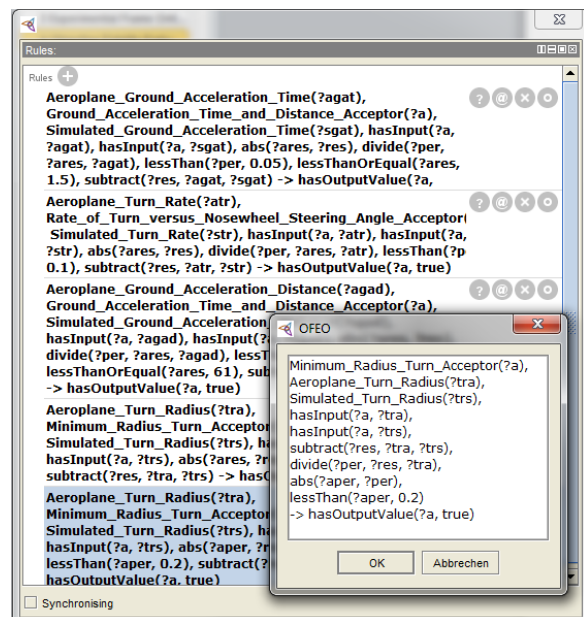 Rules:
Rules
Aeroplane_Ground_Acceleration_Time(?agat),
Ground_Acceleration_Time_and_Distance_Acceptor(?a),
Simulated_Ground_Acceleration_Time(?sgat), hasInput(?a,
?agat), hasInput(?a, ?sgat), abs(?ares, ?res), divide(?per,
?ares, ?agat), lessThan(?per, 0.05), lessThanOrEqual(?ares,
1.5), subtract(?res, ?agat, ?sgat) -> hasOutputValue(?a,
Aeroplane_Turn_Rate(?atr),
Rate_of_Turn_versus_Nosewheel_Steering_Angle_Acceptor(
Simulated_Turn_Rate(?str), hasInput(?a, ?atr), hasInput(?a,
?str), abs(?ares, ?res), divide(?per, ?ares, ?atr), lessThan(?p
0.1), subtract(?res, ?atr, ?str) -> hasOutputValue(?a, true)
Aeroplane_Ground_Acceleration_Distance(?agad),
Ground_Acceleration_Time_and_Distance_Acceptor(?a),
Simulated_Ground_
hasInput(?a, ?agad), hasInput(?a
divide(?per, ?ares, ?agad), lessT
lessThanOrEqual(?ares, 61), sub
-> hasOutputValue(?a, true)
Aeroplane_Turn_Radius(?tra),
Minimum_Radius_Turn_Acceptor
Simulated_Turn_Radius(?trs), ha
hasInput(?a, ?trs), abs(?ares, ?r
subtract(?res, ?tra, ?trs) -> has
Aeroplane_Turn_Radius(?tra),
Minimum_Radius_Turn_Acceptor
Simulated_Turn_Radius(?trs), ha
hasInput(?a, ?trs), abs(?aper, ?
lessThan(?aper, 0.2), subtract(?
hasOutputValue(?a, true)
Synchronising
OFEO
Minimum_Radius_Turn_Acceptor(?a),
Aeroplane_Turn_Radius(?tra),
Simulated_Turn_Radius(?trs),
hasInput(?a, ?tra),
hasInput(?a, ?trs),
subtract(?res, ?tra, ?trs),
divide(?per, ?res, ?tra),
abs(?aper, ?per),
lessThan(?aper, 0.2)
-> hasOutputValue(?a, true)
OK
Abbrechen